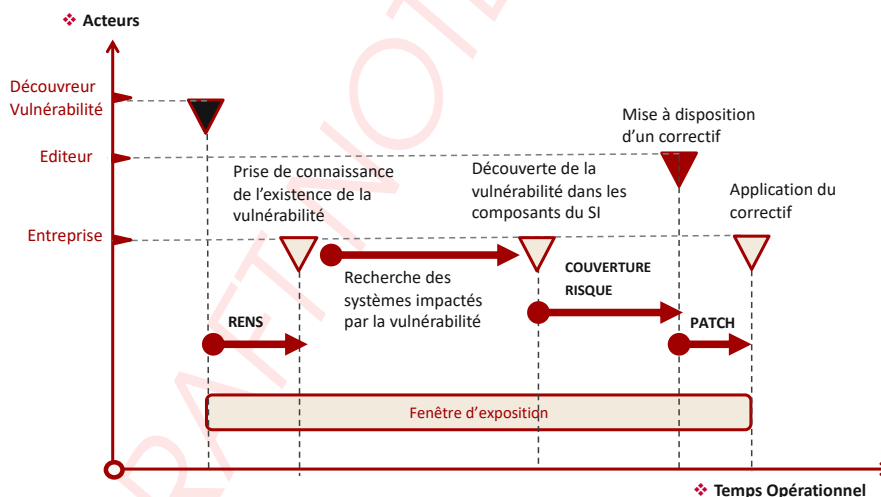 ❖ Acteurs
Découvreur
Vulnérabilité
Editeur
Entreprise
Mise à disposition
d'un correctif
Prise de connaissance
de l'existence de la
vulnérabilité
Découverte de la
vulnérabilité dans les
composants du SI
Application du
correctif
Recherche des
systèmes impactés
par la vulnérabilité
COUVERTURE
RISQUE
RENS
PATCH
Fenêtre d'exposition
❖ Temps Opérationnel
RAFT NOTE